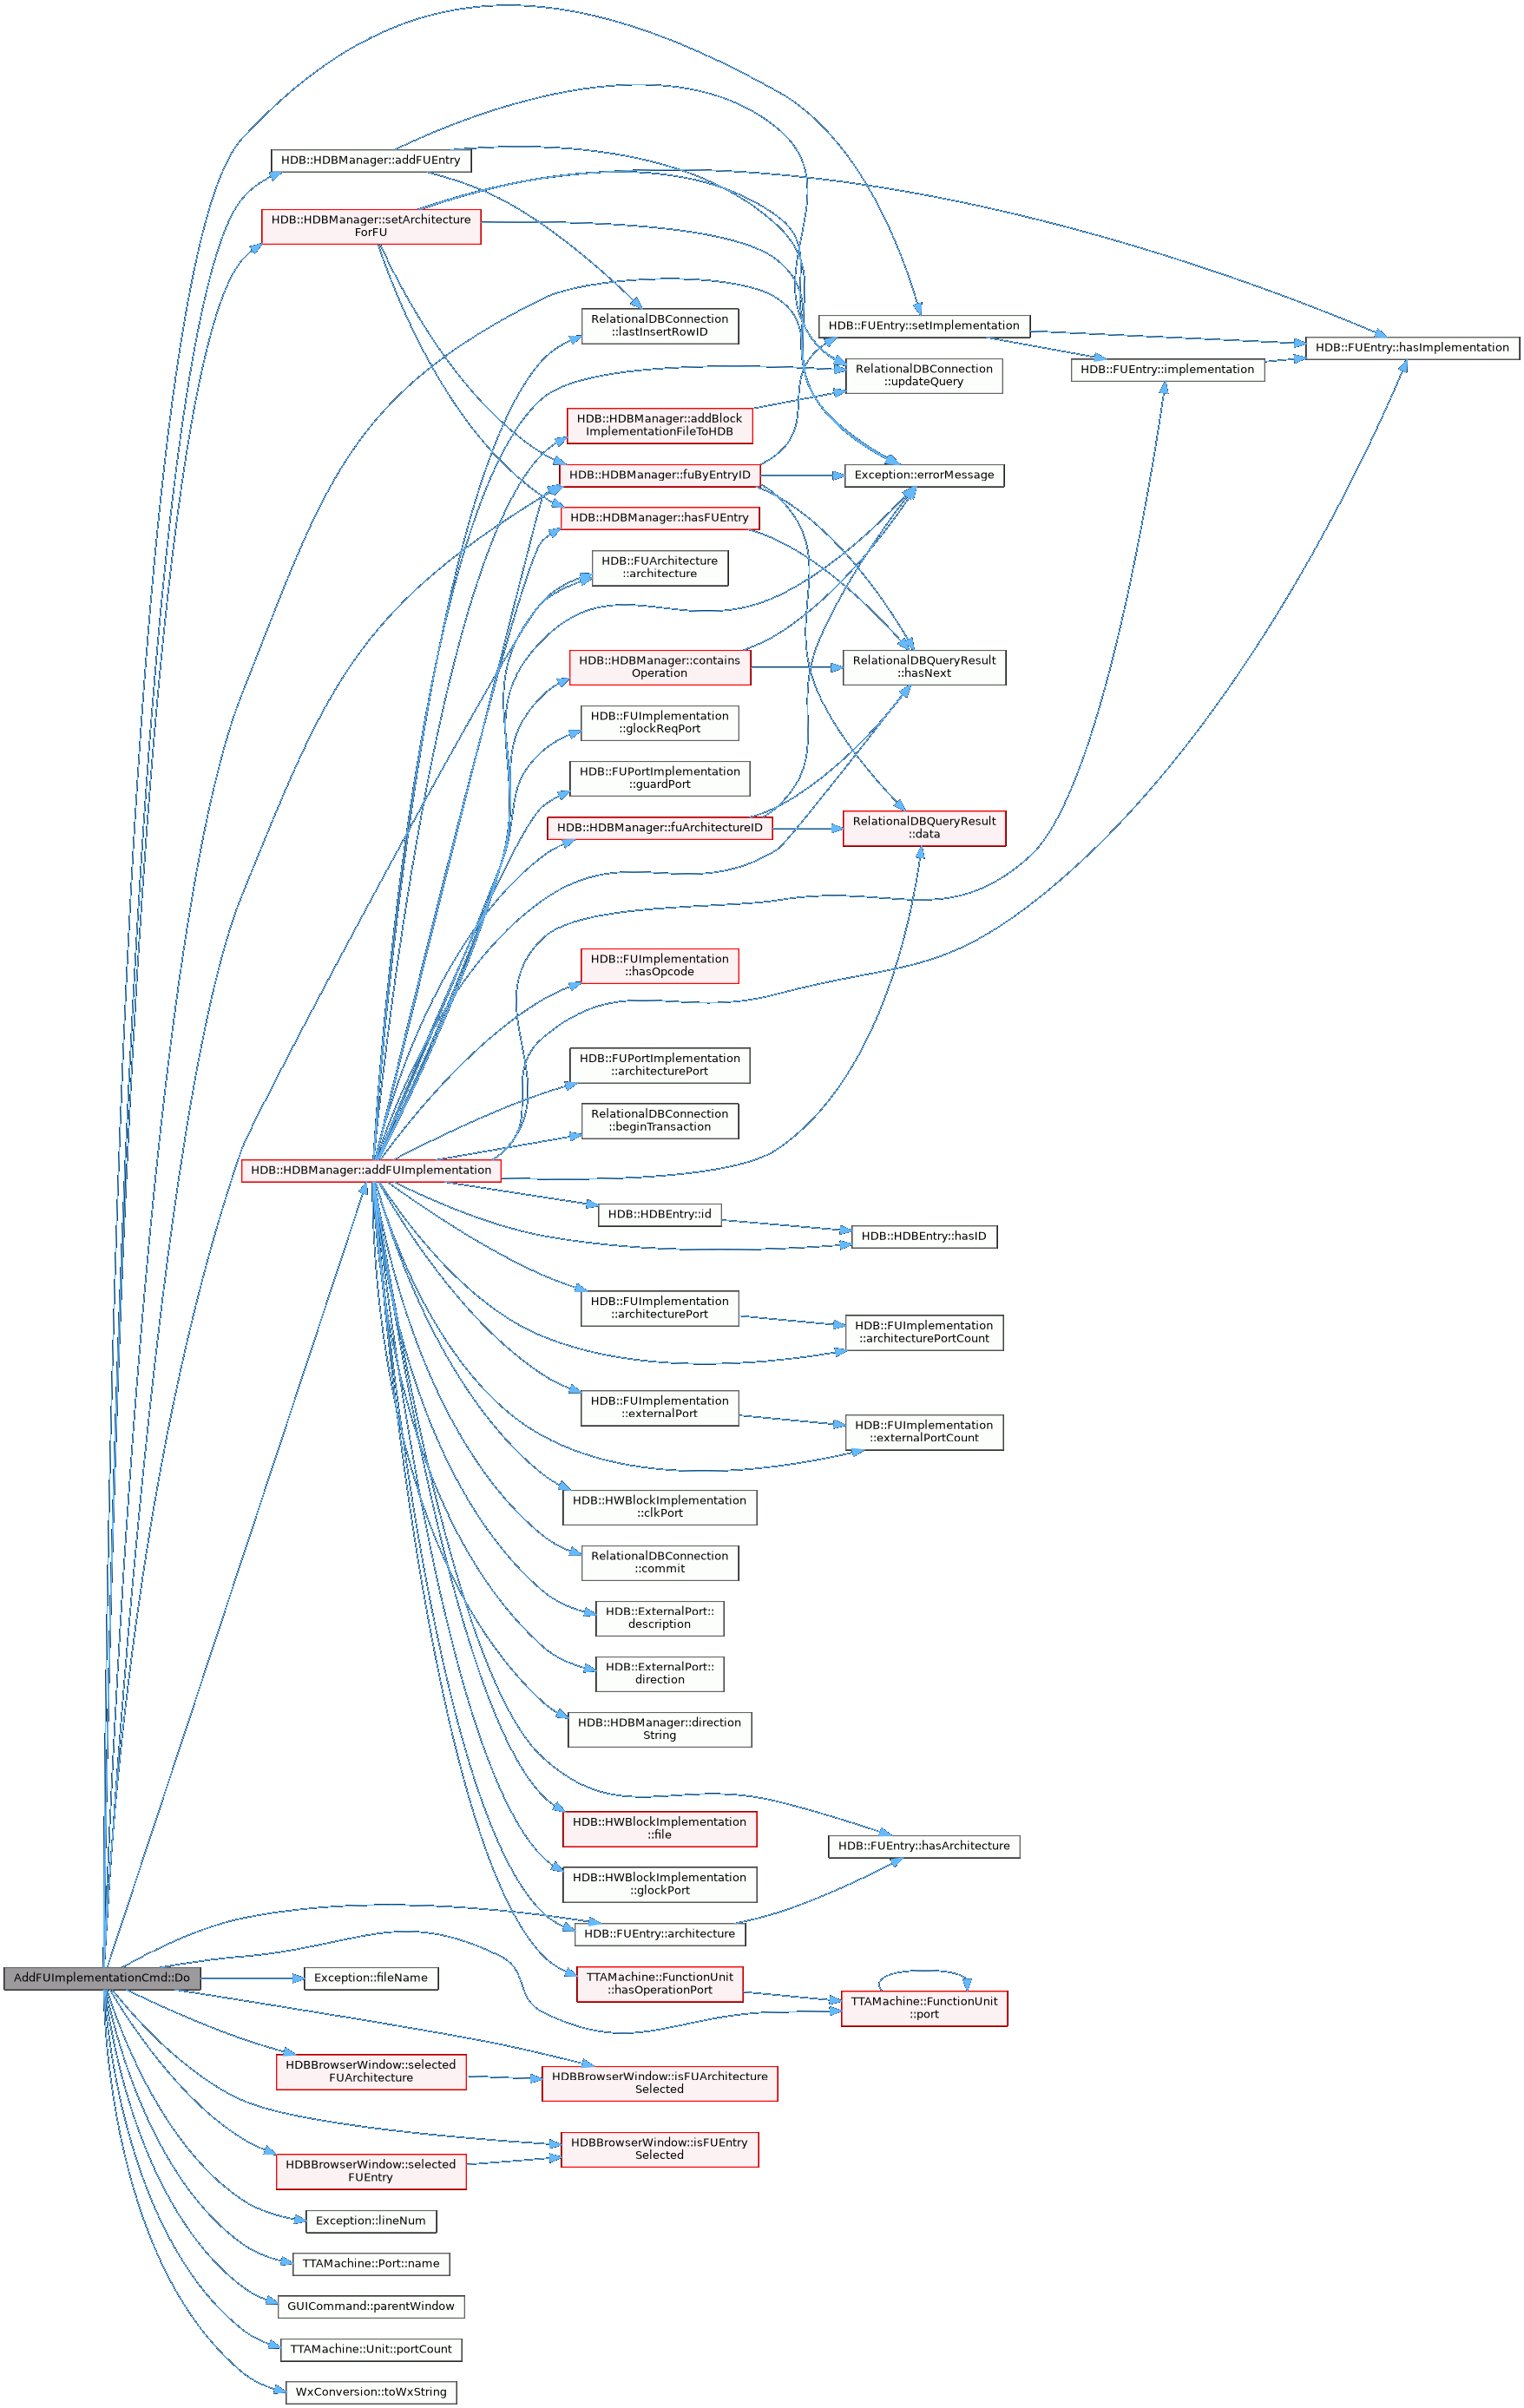 HDB::HDBManager::addFUEntry
HDB::HDBManager::setArchitecture
ForFU
RelationalDBConnection
::lastInsertRowID
HDB::FUEntry::setImplementation
HDB::FUEntry::hasImplementation
HDB::FUEntry::implementation
RelationalDBConnection
::updateQuery
HDB::HDBManager::addBlock
ImplementationFileToHDB
HDB::HDBManager::fuByEntryID
Exception::errorMessage
HDB::HDBManager::hasFUEntry
HDB::FUArchitecture
::architecture
HDB::HDBManager::contains
Operation
RelationalDBQueryResult
::hasNext
HDB::FUImplementation
::glockReqPort
HDB::FUPortImplementation
::guardPort
HDB::HDBManager::fuArchitectureID
RelationalDBQueryResult
::data
HDB::FUImplementation
::hasOpcode
HDB::FUPortImplementation
::architecturePort
RelationalDBConnection
::beginTransaction
HDB::HDBManager::addFUImplementation
HDB::HDBEntry::id
HDB::HDBEntry::hasID
HDB::FUImplementation
::architecturePort
HDB::FUImplementation
::architecturePortCount
HDB::FUImplementation
::externalPort
HDB::FUImplementation
::externalPortCount
HDB::HWBlockImplementation
::clkPort
RelationalDBConnection
::commit
HDB::ExternalPort::
description
HDB::ExternalPort::
direction
HDB::HDBManager::direction
String
HDB::HWBlockImplementation
::file
HDB::FUEntry::hasArchitecture
HDB::HWBlockImplementation
::glockPort
HDB::FUEntry::architecture
AddFUImplementationCmd::Do
Exception::fileName
TTAMachine::FunctionUnit
::hasOperationPort
TTAMachine::FunctionUnit
::port
HDBBrowserWindow::selected
FUArchitecture
HDBBrowserWindow::isFUArchitecture
Selected
HDBBrowserWindow::isFUEntry
Selected
HDBBrowserWindow::selected
FUEntry
Exception::lineNum
TTAMachine::Port::name
GUICommand::parentWindow
TTAMachine::Unit::portCount
WxConversion::toWxString